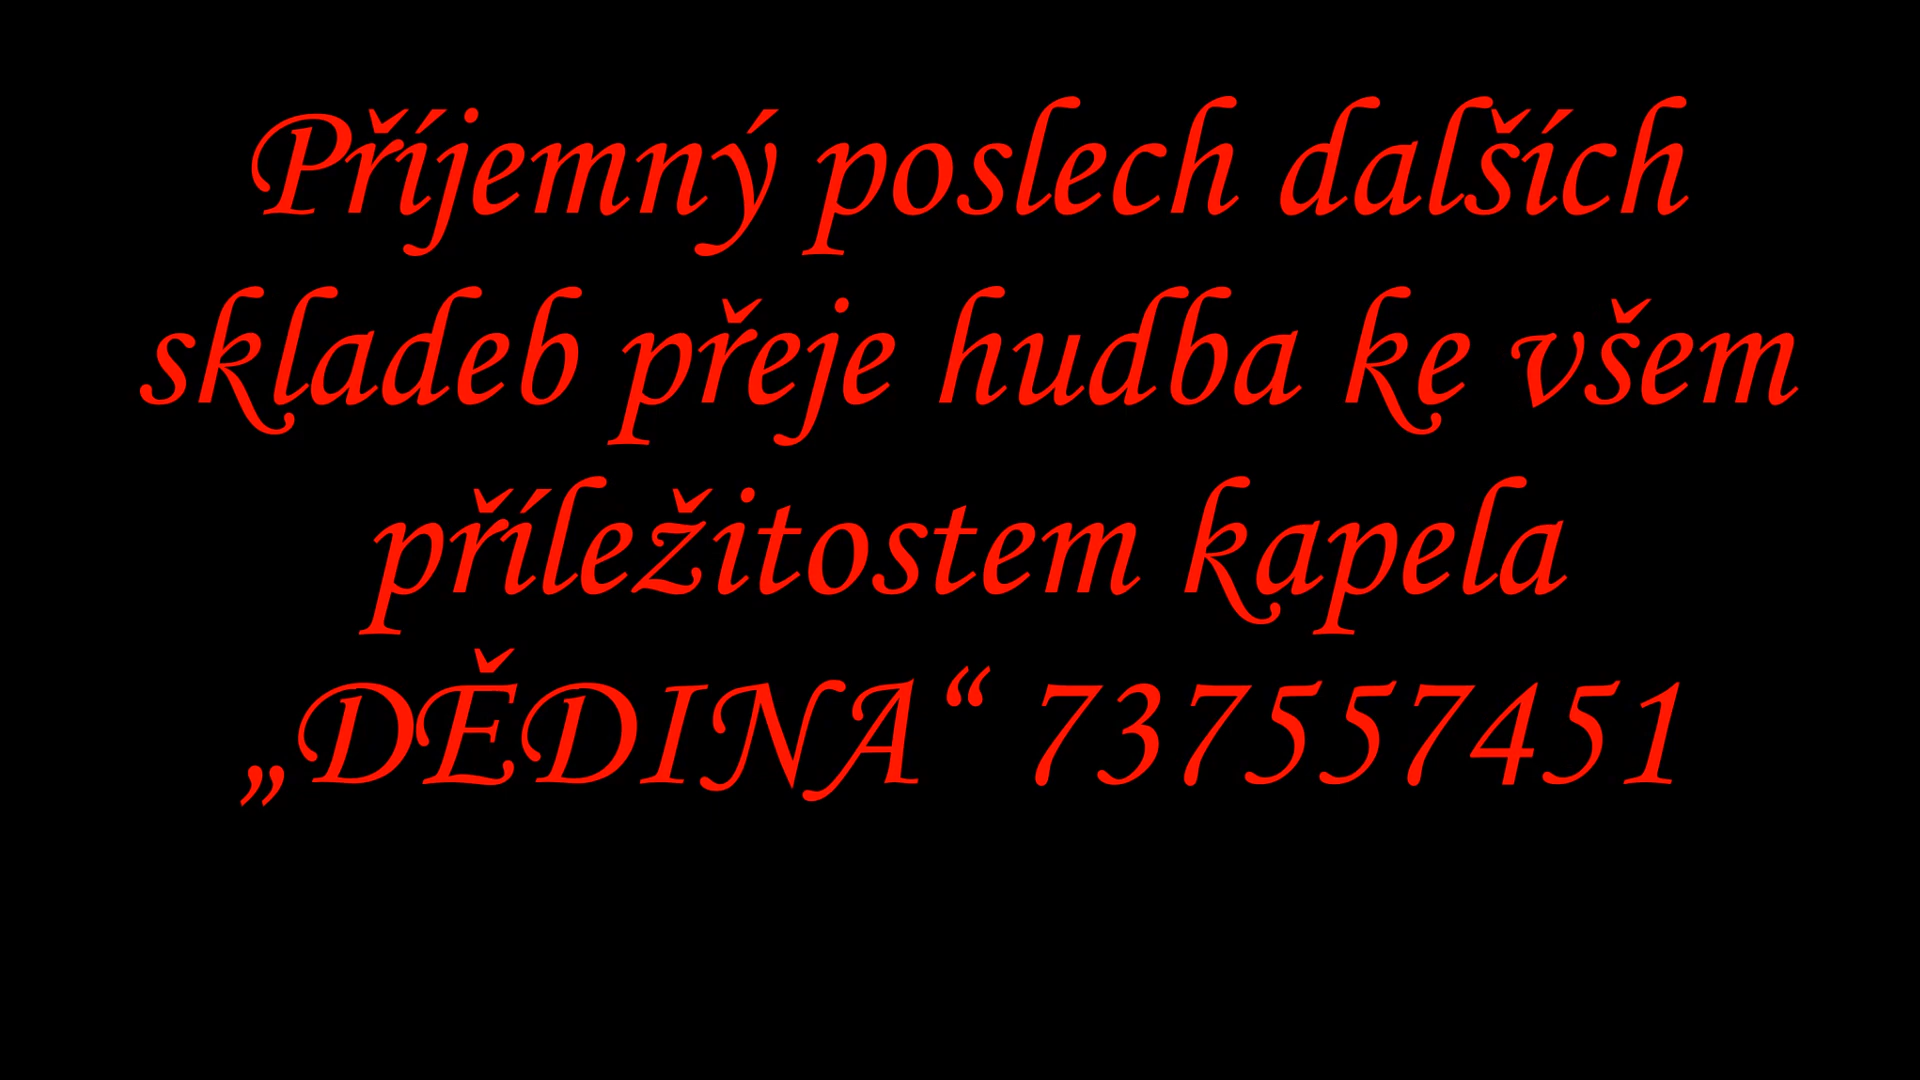 Příjemný poslech dalších
skladeb přeje hudba ke všem
příležitostem kapela
„DĚDINA“ 737557451